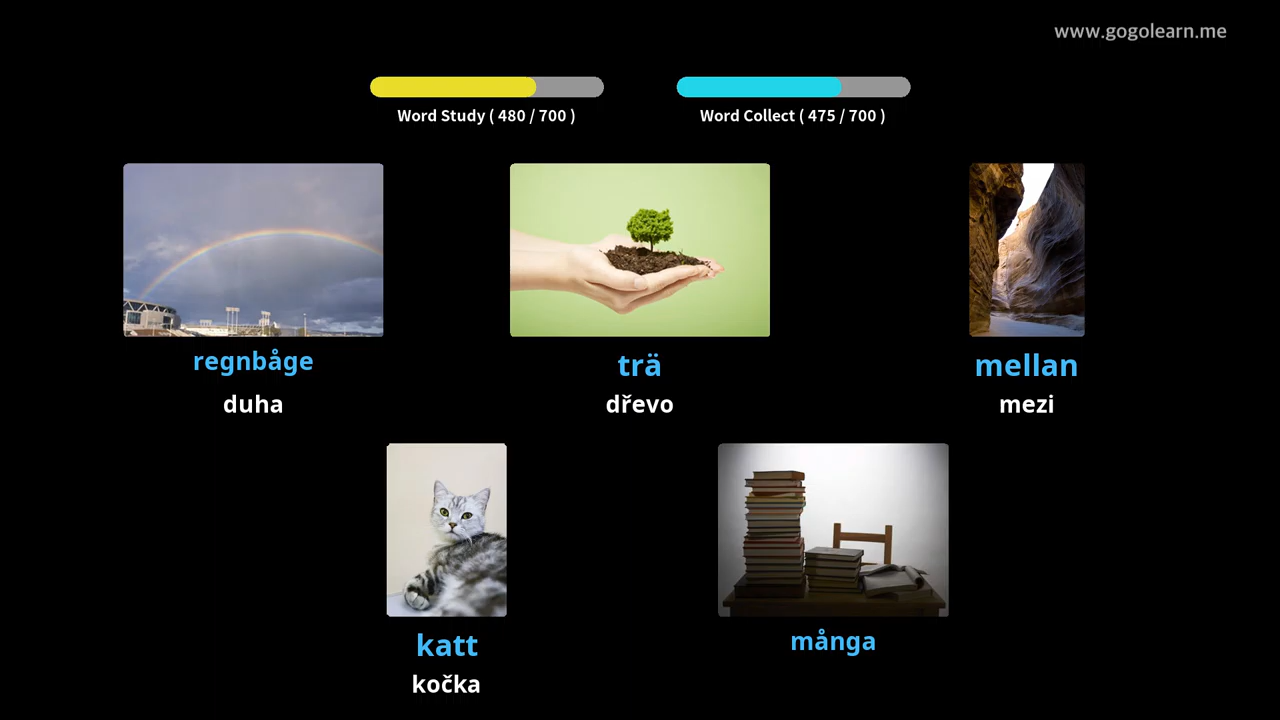 www.gogolearn.me
Word Study ( 480 / 700 )
Word Collect ( 475 / 700 )
regnbåge
duha
trä
dřevo
mellan
mezi
katt
kočka
många